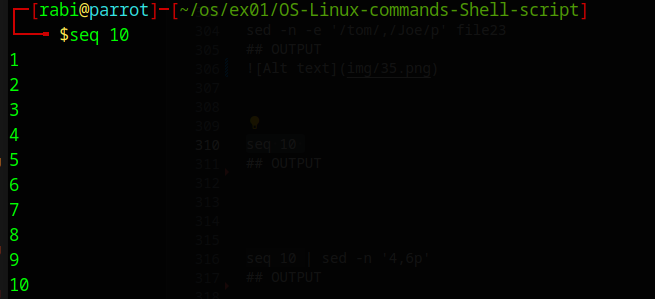 ┌─[rabi@parrot]─[~/os/ex01/OS-Linux-commands-Shell-script]
└──╼ $seq 10
1
2
3
4
5
6
7
8
9
10
304 sed -n -e '/tom/,/Joe/p' file23
305 ## OUTPUT
306 ![Alt text](img/35.png)
307
308
309
310 seq 10
311 ## OUTPUT
312
313
314
315
316 seq 10 | sed -n '4,6p'
317 ## OUTPUT